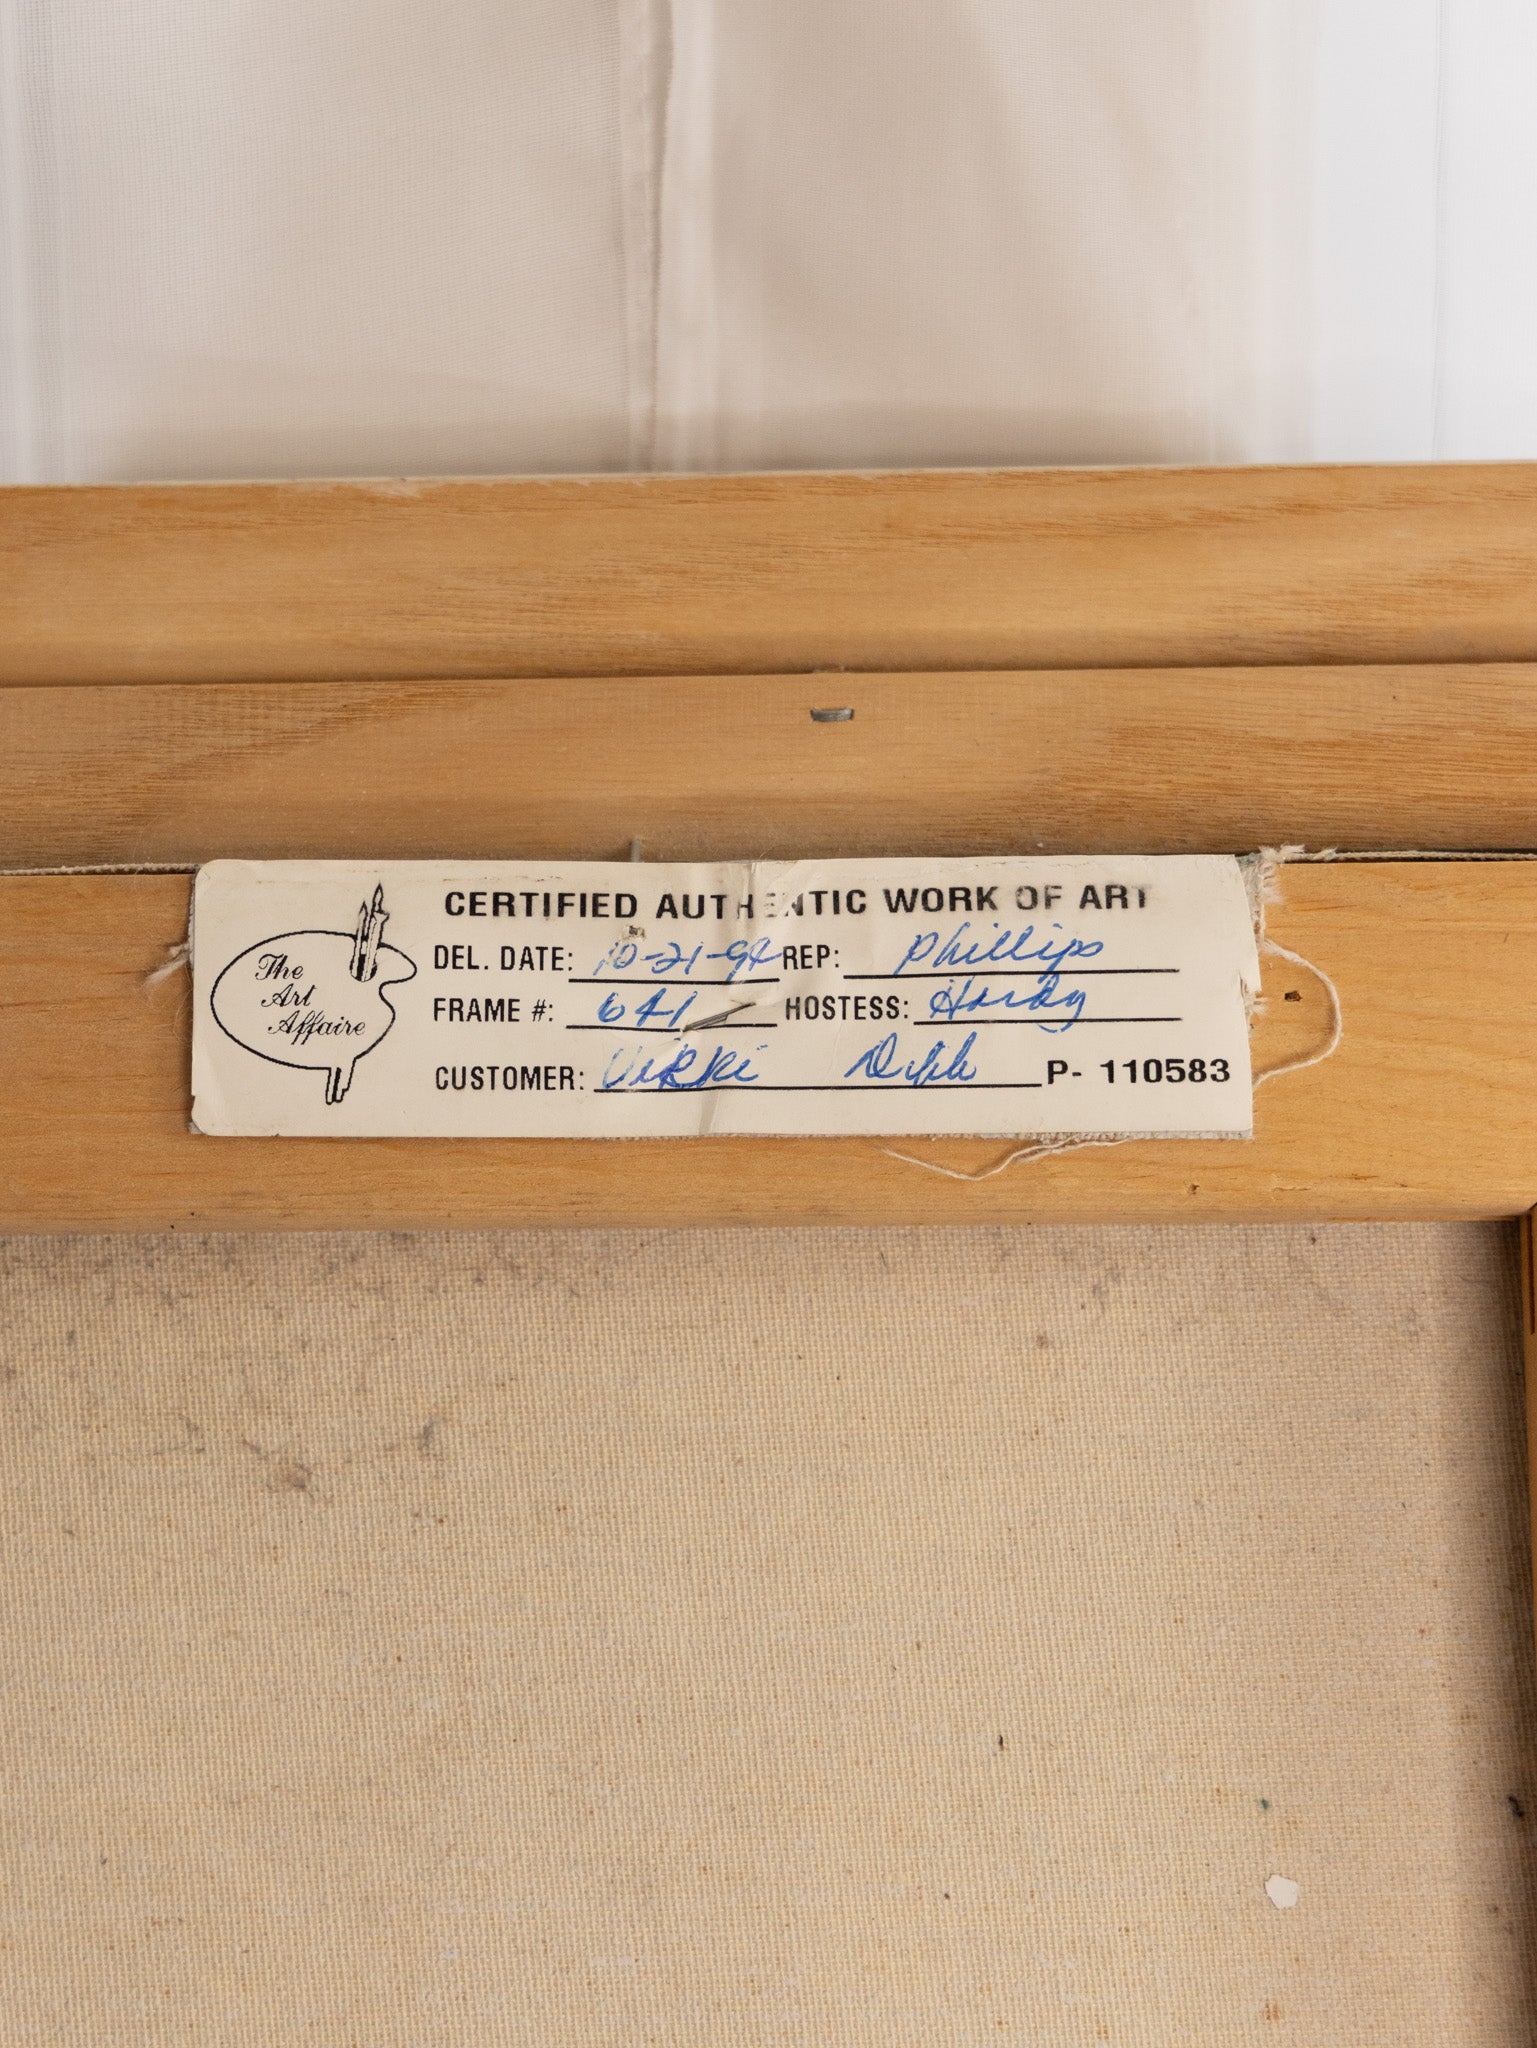 The
Art
Affaire
CERTIFIED AUTHENTIC WORK OF ART
DEL. DATE: 10-21-94 REP: Phillips
FRAME #: 641 HOSTESS: Hardy
CUSTOMER: Vikki P- 110583